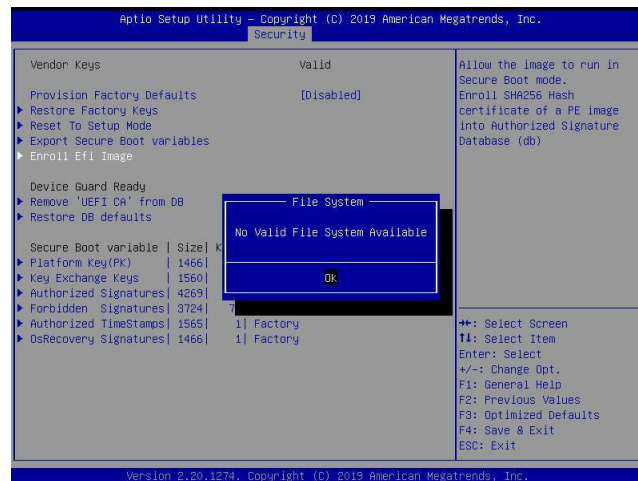 Aptio Setup Utility - Copyright (C) 2019 American Megatrends, Inc.
Security
Vendor Keys Valid
Provision Factory Defaults [Disabled]
Restore Factory Keys
Reset To Setup Mode
Export Secure Boot variables
Enroll Efi Image
Device Guard Ready
Remove 'UEFI CA' from DB
Restore DB defaults
Secure Boot variable | Size| K
Platform Key(PK) | 1466|
Key Exchange Keys | 1560|
Authorized Signatures| 4269|
Forbidden Signatures| 3724| 7
Authorized TimeStamps| 1565| 1| Factory
OsRecovery Signatures| 1466| 1| Factory
File System
No Valid File System Available
Ok
Allow the image to run in
Secure Boot mode.
Enroll SHA256 Hash
certificate of a PE image
into Authorized Signature
Database (db)
→←: Select Screen
↑↓: Select Item
Enter: Select
+/-: Change Opt.
F1: General Help
F2: Previous Values
F3: Optimized Defaults
F4: Save & Exit
ESC: Exit
Version 2.20.1274. Copyright (C) 2019 American Megatrends, Inc.